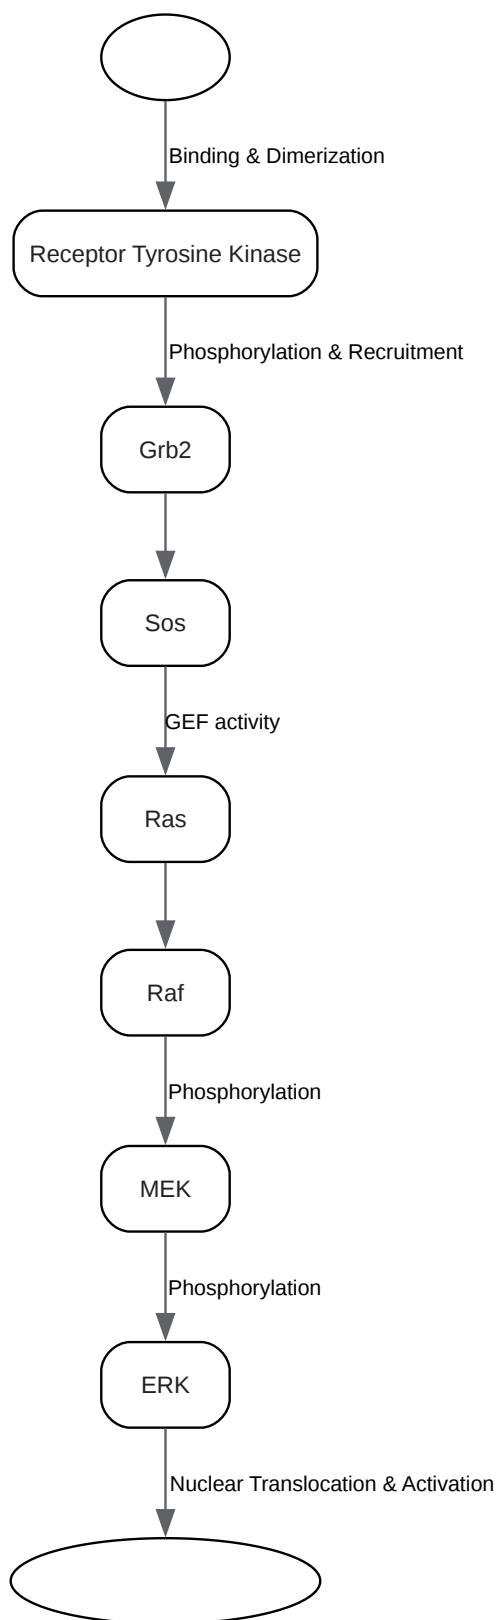 Binding & Dimerization
Receptor Tyrosine Kinase
Phosphorylation & Recruitment
Grb2
Sos
GEF activity
Ras
Raf
Phosphorylation
MEK
Phosphorylation
ERK
Nuclear Translocation & Activation